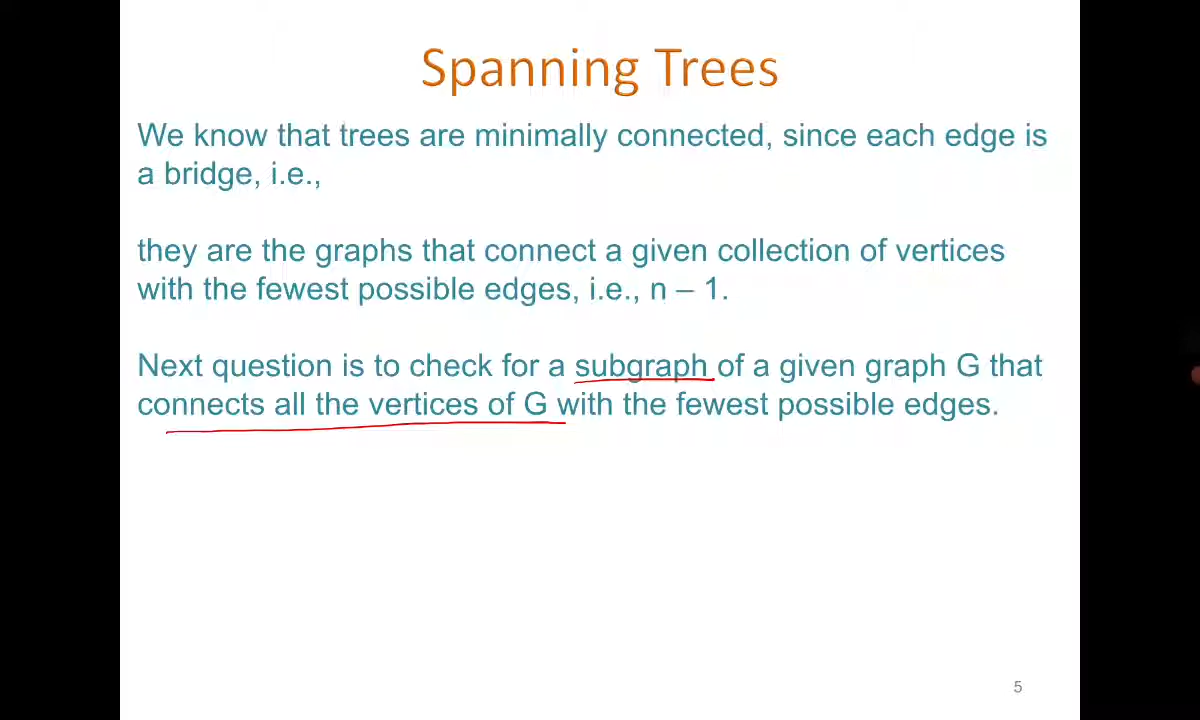 Spanning Trees
We know that trees are minimally connected, since each edge is
a bridge, i.e.,
they are the graphs that connect a given collection of vertices
with the fewest possible edges, i.e., n – 1.
Next question is to check for a subgraph of a given graph G that
connects all the vertices of G with the fewest possible edges.
5